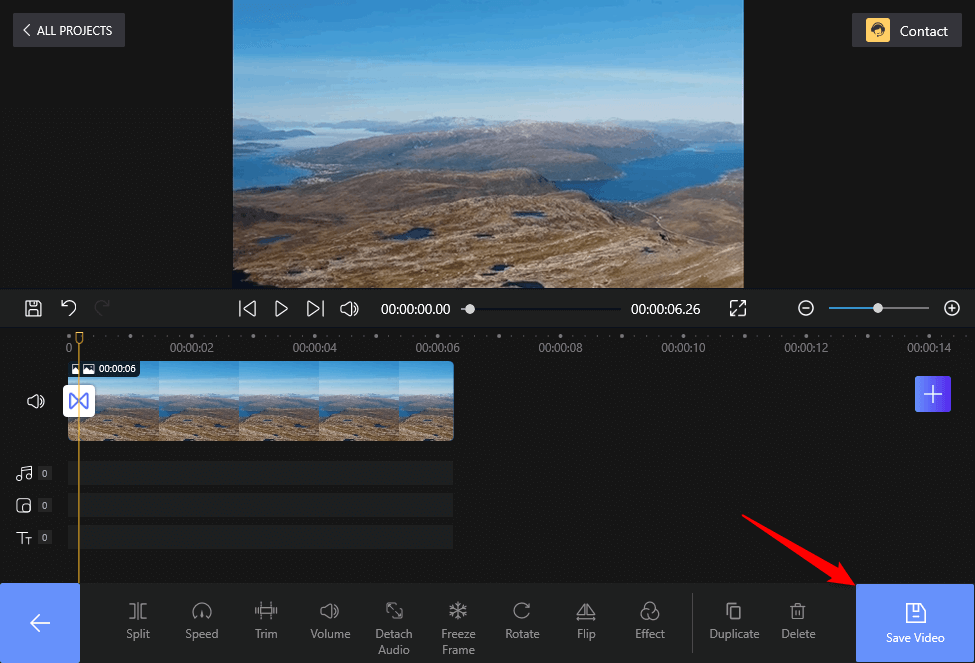 ALL PROJECTS
Contact
00:00:00.00
00:00:06.26
0
00:00:02
00:00:04
00:00:06
00:00:08
00:00:10
00:00:12
00:00:14
00:00:06
0
0
0
Split
Speed
Trim
Volume
Detach
Audio
Freeze
Frame
Rotate
Flip
Effect
Duplicate
Delete
Save Video